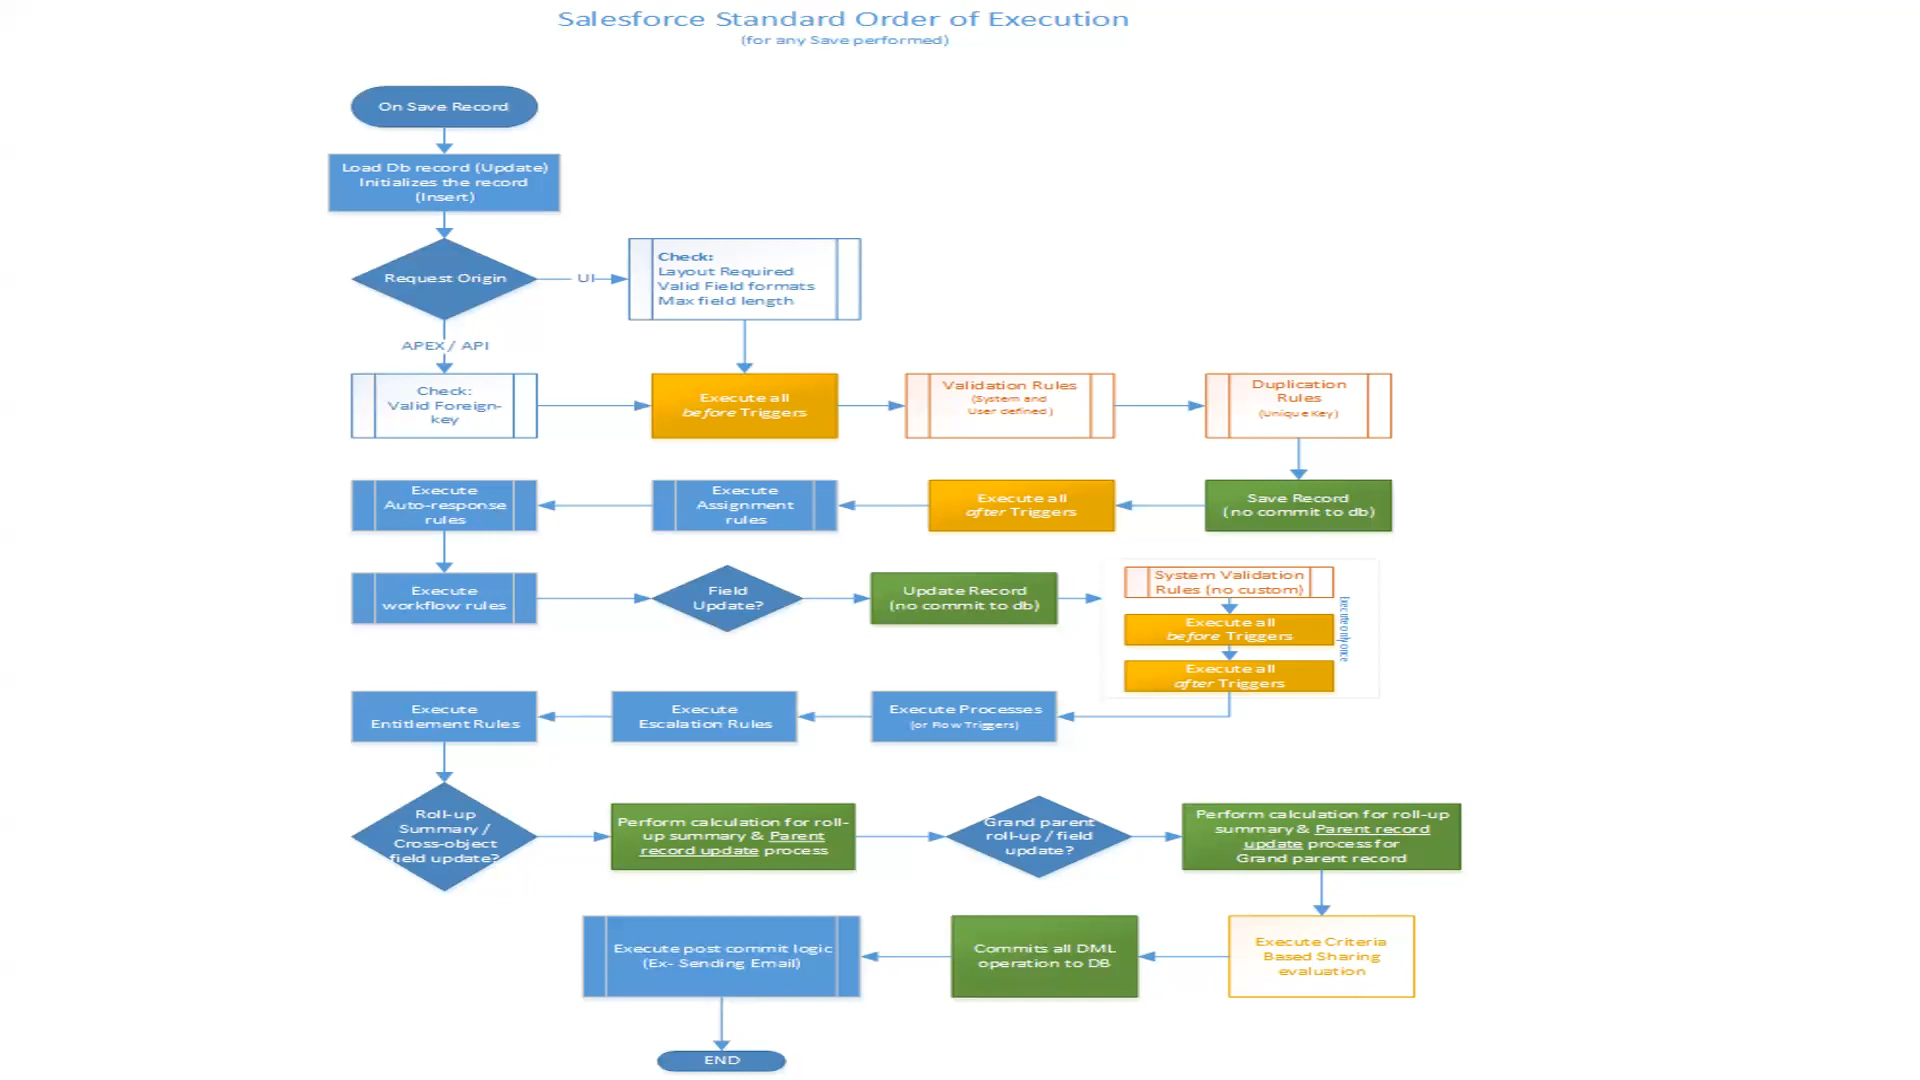 Salesforce Standard Order of Execution
(for any Save performed)
On Save Record
Load Db record (Update)
Initializes the record
(Insert)
Request Origin
UI
Check:
Layout Required
Valid Field formats
Max field length
APEX / API
Check:
Valid Foreign-
key
Execute all
before Triggers
Validation Rules
(System and
User defined)
Duplication
Rules
(Unique Key)
Execute
Auto-response
rules
Execute
Assignment
rules
Execute all
after Triggers
Save Record
(no commit to db)
Execute
workflow rules
Field
Update?
Update Record
(no commit to db)
System Validation
Rules (no custom)
Execute all
before Triggers
Execute all
after Triggers
Execute only once
Execute
Entitlement Rules
Execute
Escalation Rules
Execute Processes
(or Flow Triggers)
Roll-up
Summary /
Cross-object
field update?
Perform calculation for roll-
up summary & Parent
record update process
Grand parent
roll-up / field
update?
Perform calculation for roll-up
summary & Parent record
update process for
Grand parent record
Execute post commit logic
(Ex- Sending Email)
Commits all DML
operation to DB
Execute Criteria
Based Sharing
evaluation
END